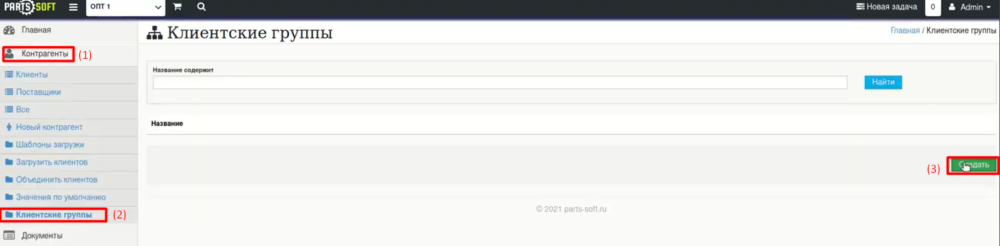 PARTS SOFT ОПТ 1 Новая задача 0 Admin
Главная
Контрагенты (1)
Клиенты
Поставщики
Все
Новый контрагент
Шаблоны загрузки
Загрузить клиентов
Объединить клиентов
Значения по умолчанию
Клиентские группы (2)
Документы
Клиентские группы
Главная / Клиентские группы
Название содержит
Найти
Название
(3) Создать
© 2021 parts-soft.ru